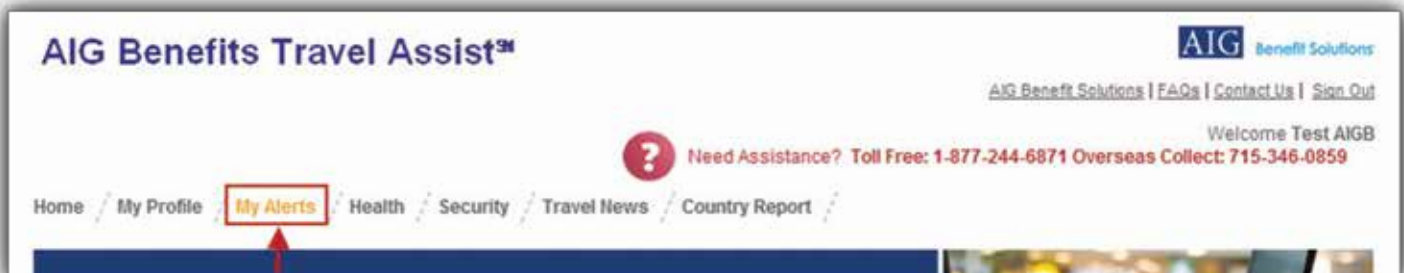 AIG Benefits Travel Assist℠
AIG Benefit Solutions
AIG Benefit Solutions | FAQs | Contact Us | Sign Out
Welcome Test AIGB
? Need Assistance? Toll Free: 1-877-244-6871 Overseas Collect: 715-346-0859
Home / My Profile / My Alerts / Health / Security / Travel News / Country Report /